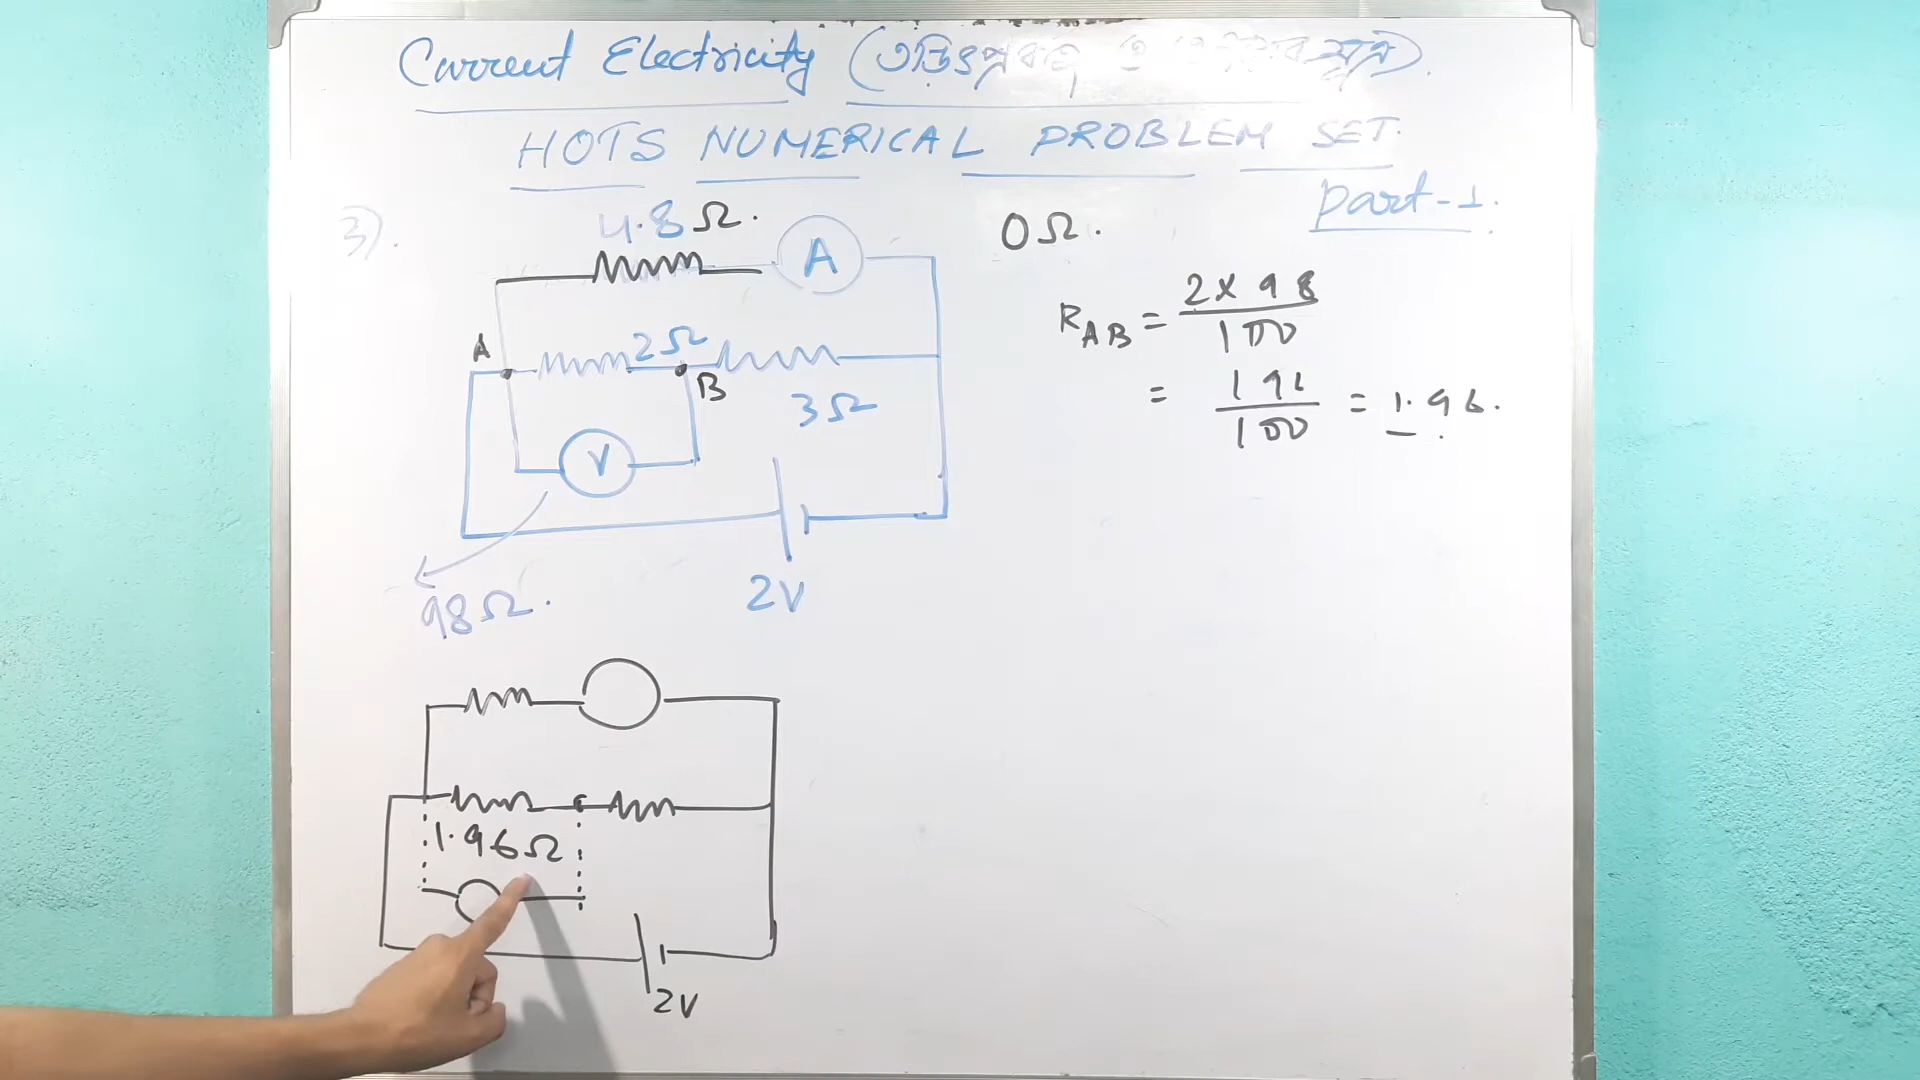 Current Electricity
HOTS NUMERICAL PROBLEM SET.
Part-1.
3).
4.8Ω.
A
0Ω.
A
2Ω
B
3Ω
V
98Ω.
2V
R_AB = 2 x 98 / 100
= 196 / 100 = 1.96.
1.96Ω
2V